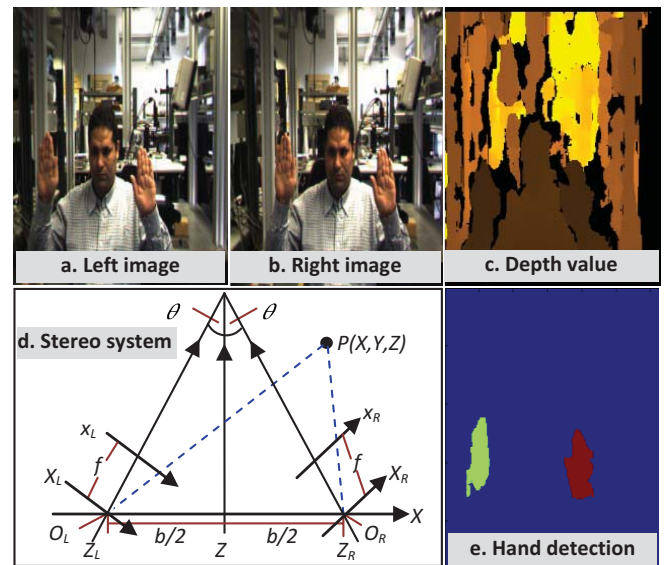 a. Left image
b. Right image
c. Depth value
d. Stereo system
θ θ
P(X,Y,Z)
x_L
x_R
f
f
X_L
X_R
X
O_L
O_R
Z_L
b/2
Z
b/2
Z_R
e. Hand detection